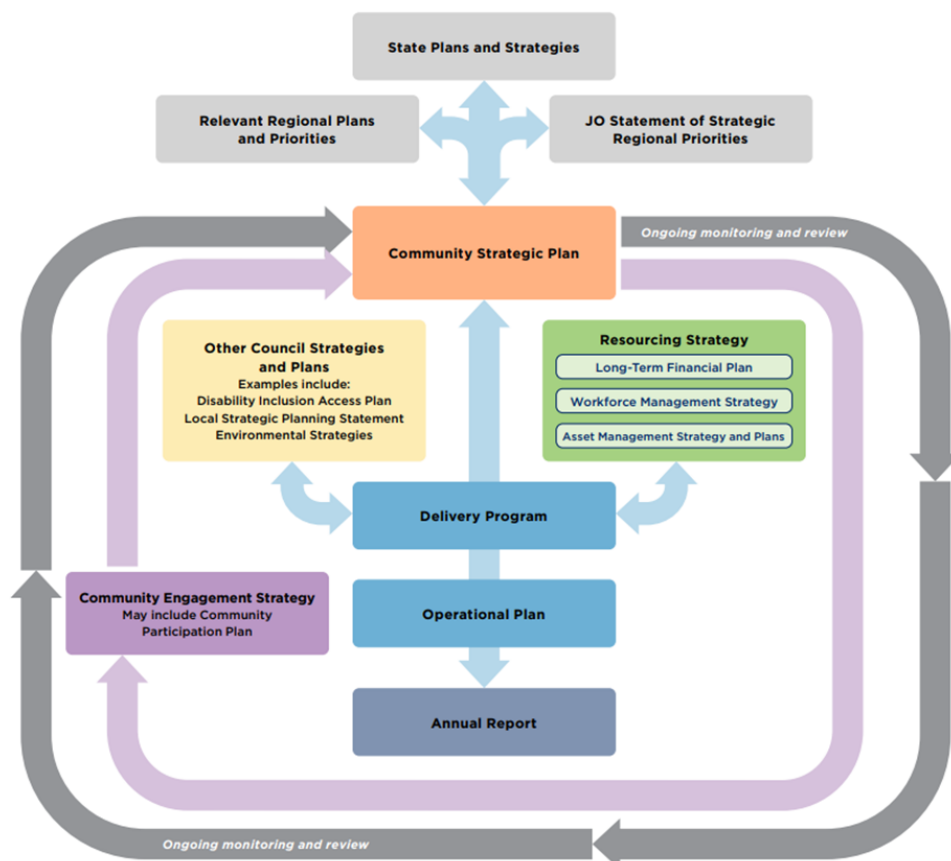 State Plans and Strategies
Relevant Regional Plans
and Priorities
JO Statement of Strategic
Regional Priorities
Community Strategic Plan
Ongoing monitoring and review
Other Council Strategies
and Plans
Examples include:
Disability Inclusion Access Plan
Local Strategic Planning Statement
Environmental Strategies
Resourcing Strategy
Long-Term Financial Plan
Workforce Management Strategy
Asset Management Strategy and Plans
Delivery Program
Community Engagement Strategy
May include Community
Participation Plan
Operational Plan
Annual Report
Ongoing monitoring and review